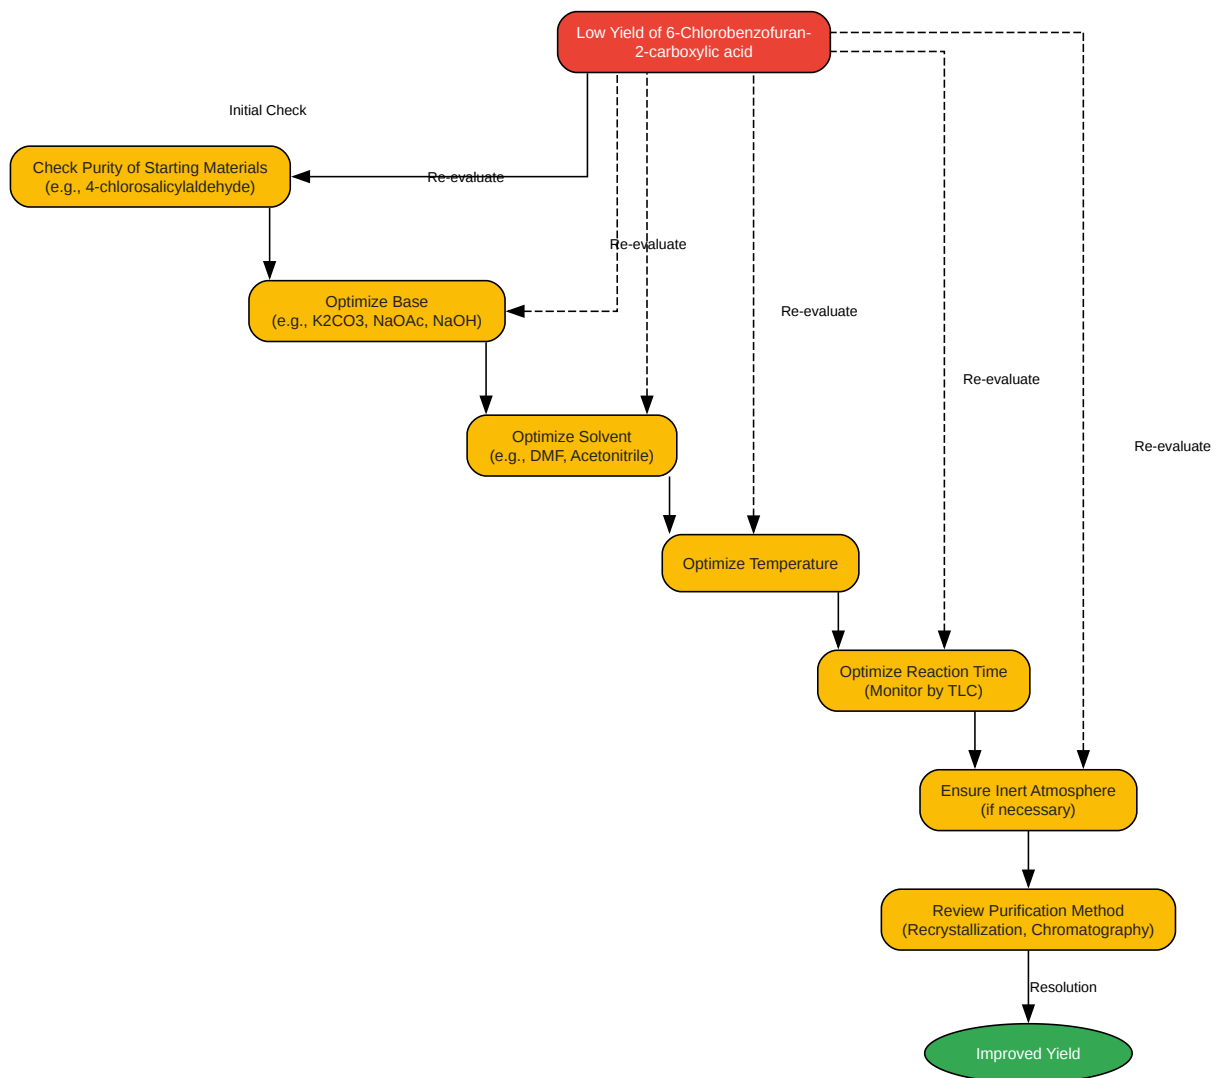 Low Yield of 6-Chlorobenzofuran-
2-carboxylic acid
Initial Check
Check Purity of Starting Materials
(e.g., 4-chlorosalicylaldehyde)
Re-evaluate
Re-evaluate
Optimize Base
(e.g., K2CO3, NaOAc, NaOH)
Re-evaluate
Re-evaluate
Optimize Solvent
(e.g., DMF, Acetonitrile)
Re-evaluate
Optimize Temperature
Optimize Reaction Time
(Monitor by TLC)
Ensure Inert Atmosphere
(if necessary)
Review Purification Method
(Recrystallization, Chromatography)
Resolution
Improved Yield